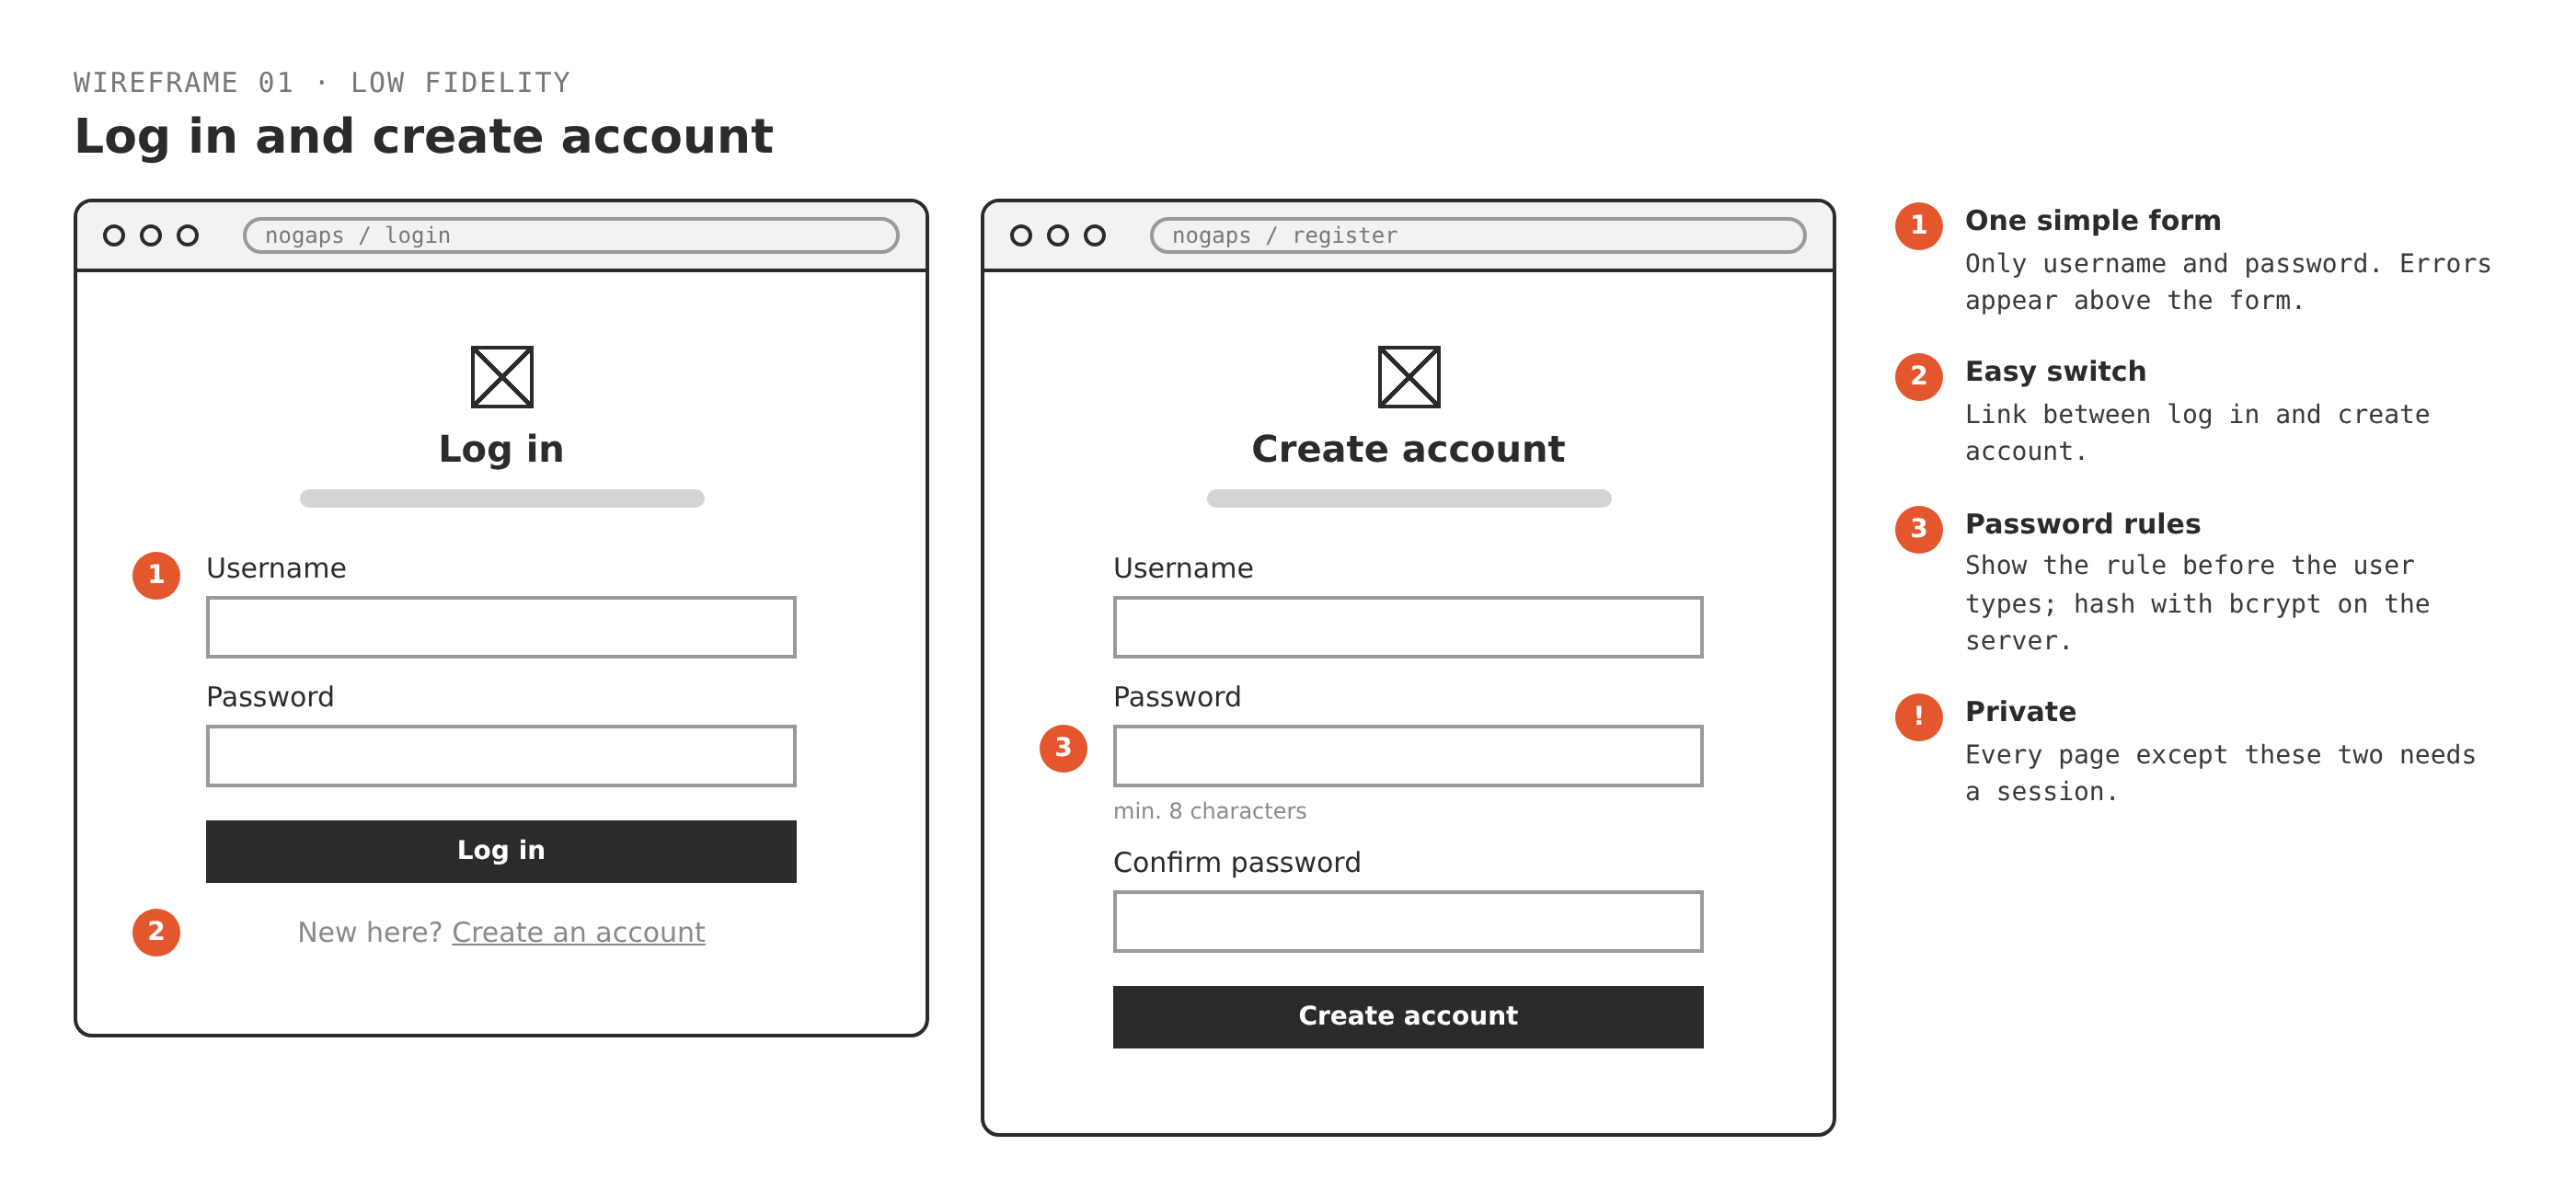 WIREFRAME 01 · LOW FIDELITY
Log in and create account
nogaps / login
Log in
1
Username
Password
Log in
2
New here? Create an account
nogaps / register
Create account
Username
Password
3
min. 8 characters
Confirm password
Create account
1
One simple form
Only username and password. Errors
appear above the form.
2
Easy switch
Link between log in and create
account.
3
Password rules
Show the rule before the user
types; hash with bcrypt on the
server.
!
Private
Every page except these two needs
a session.